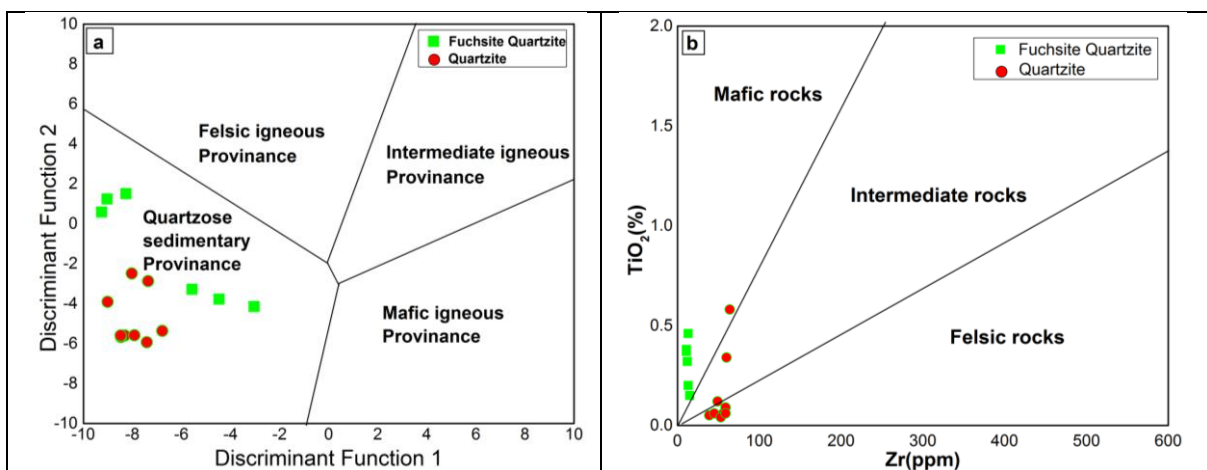 a
Fuchsite Quartzite
Quartzite
Felsic igneous
Provinance
Intermediate igneous
Provinance
Quartzose
sedimentary
Provinance
Mafic igneous
Provinance
10
8
6
4
2
0
-2
-4
-6
-8
-10
Discriminant Function 2
-10 -8 -6 -4 -2 0 2 4 6 8 10
Discriminant Function 1
b
Fuchsite Quartzite
Quartzite
Mafic rocks
Intermediate rocks
Felsic rocks
2.0
1.5
1.0
0.5
0.0
TiO₂(%)
0 100 200 300 400 500 600
Zr(ppm)